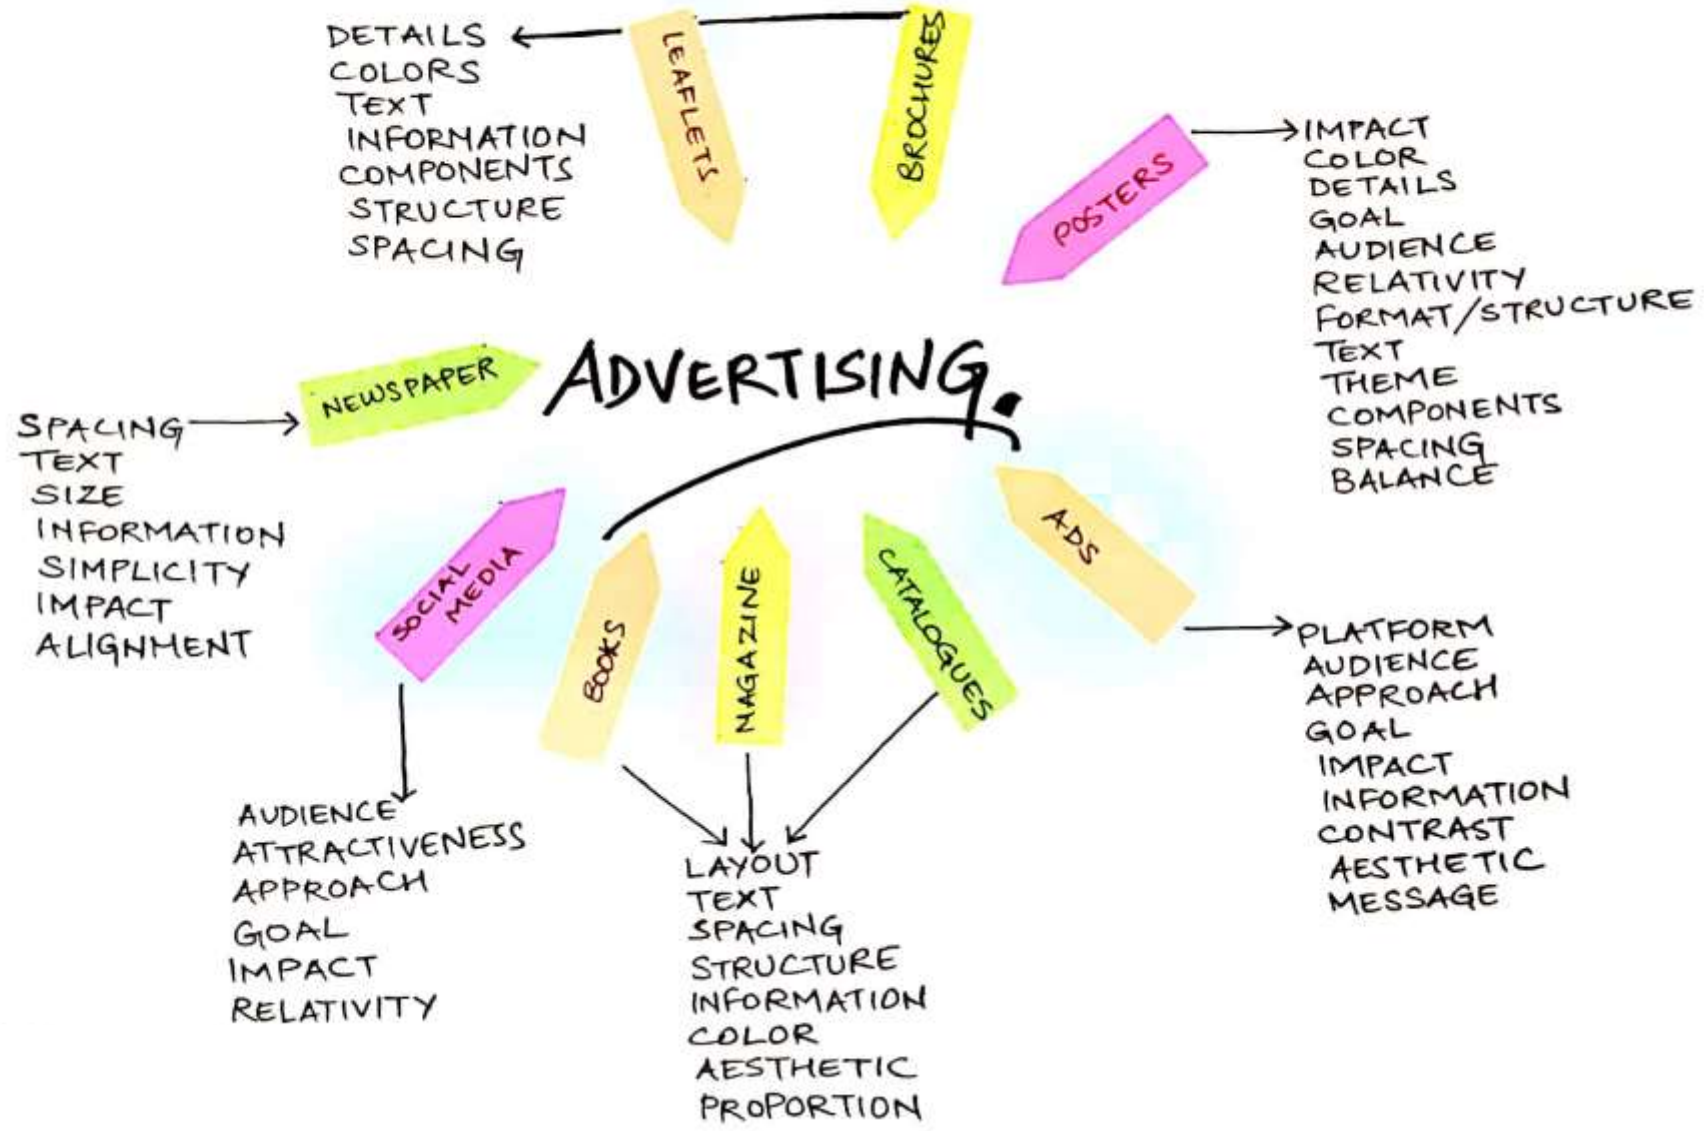 DETAILS
COLORS
TEXT
INFORMATION
COMPONENTS
STRUCTURE
SPACING
LEAFLETS
BROCHURES
POSTERS
IMPACT
COLOR
DETAILS
GOAL
AUDIENCE
RELATIVITY
FORMAT/STRUCTURE
TEXT
THEME
COMPONENTS
SPACING
BALANCE
NEWSPAPER
ADVERTISING.
SPACING
TEXT
SIZE
INFORMATION
SIMPLICITY
IMPACT
ALIGNMENT
SOCIAL
MEDIA
BOOKS
MAGAZINE
CATALOGUES
ADS
PLATFORM
AUDIENCE
APPROACH
GOAL
IMPACT
INFORMATION
CONTRAST
AESTHETIC
MESSAGE
AUDIENCE
ATTRACTIVENESS
APPROACH
GOAL
IMPACT
RELATIVITY
LAYOUT
TEXT
SPACING
STRUCTURE
INFORMATION
COLOR
AESTHETIC
PROPORTION